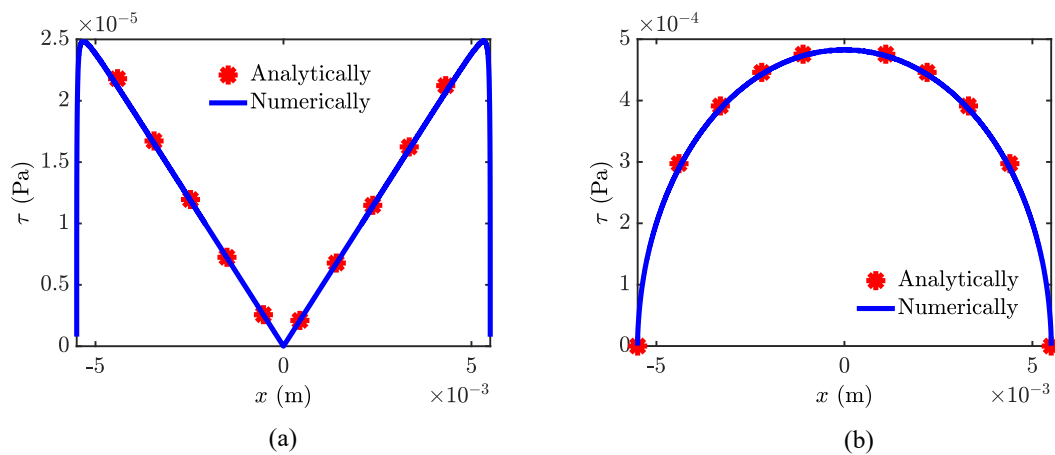 ×10⁻⁵
2.5
2
1.5
1
0.5
0
τ (Pa)
Analytically
Numerically
-5
0
5
x (m)
×10⁻³
(a)
×10⁻⁴
5
4
3
2
1
0
τ (Pa)
Analytically
Numerically
-5
0
5
x (m)
×10⁻³
(b)